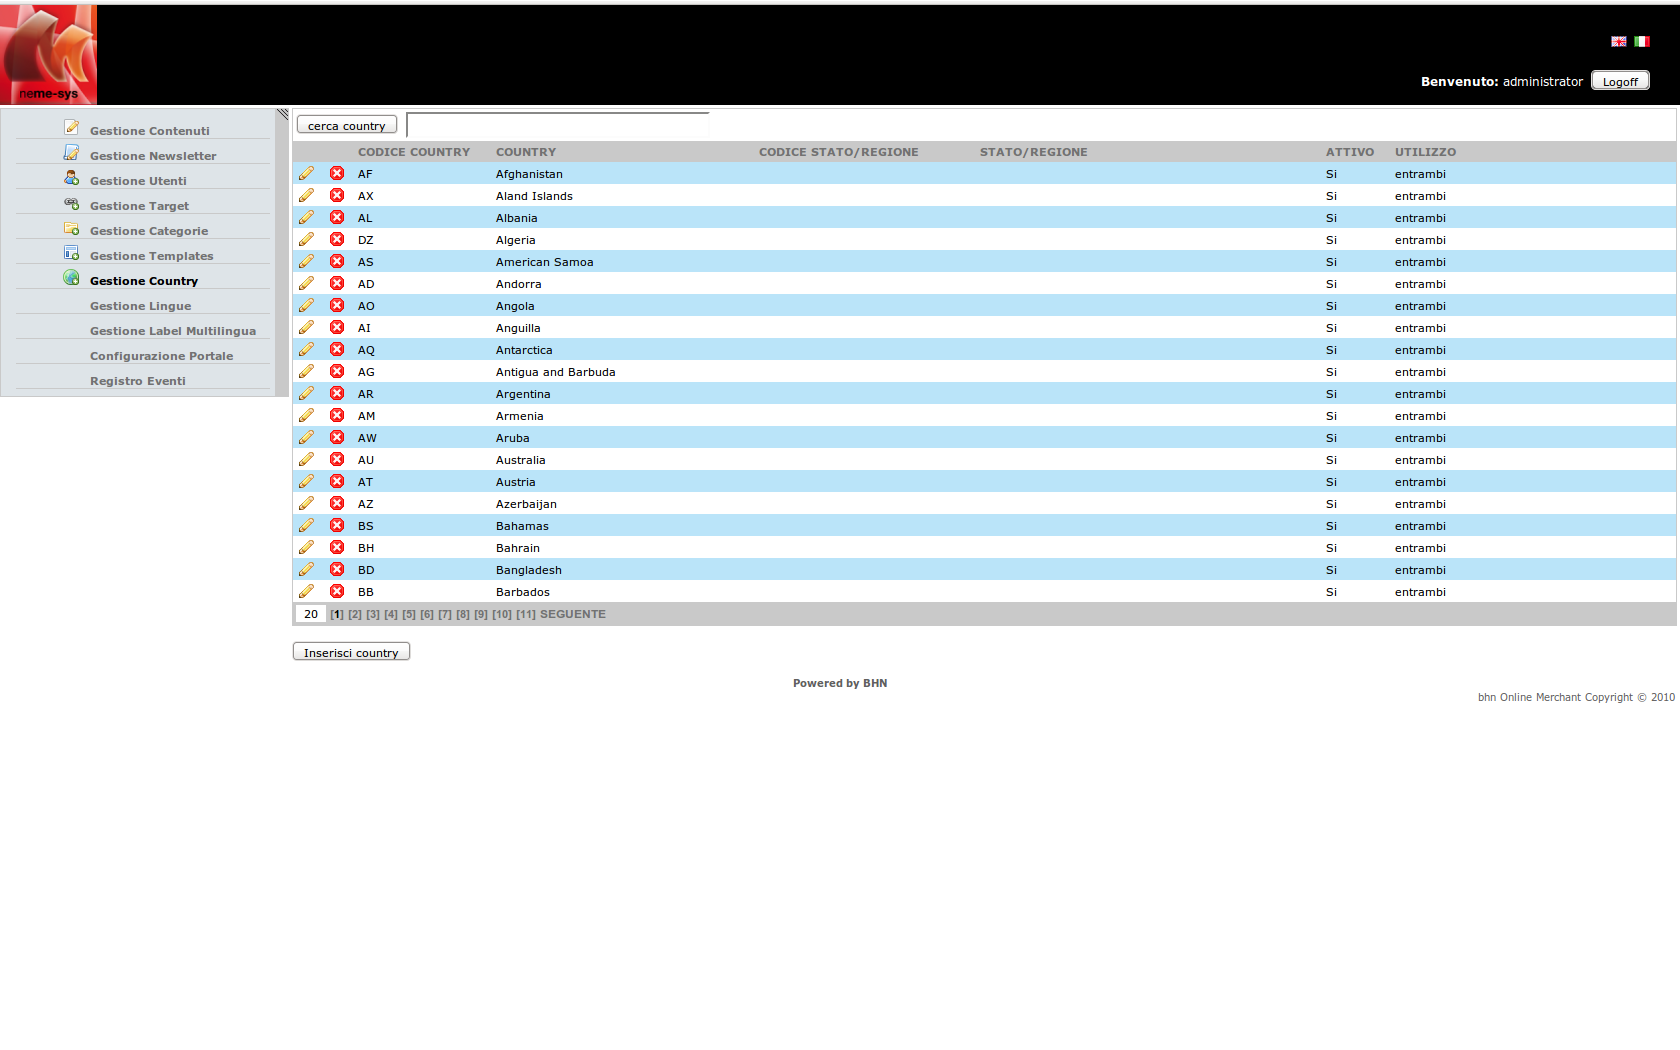 neme-sys
Benvenuto: administrator Logoff
Gestione Contenuti
Gestione Newsletter
Gestione Utenti
Gestione Target
Gestione Categorie
Gestione Templates
Gestione Country
Gestione Lingue
Gestione Label Multilingua
Configurazione Portale
Registro Eventi
cerca country
CODICE COUNTRY COUNTRY CODICE STATO/REGIONE STATO/REGIONE ATTIVO UTILIZZO
AF Afghanistan Si entrambi
AX Aland Islands Si entrambi
AL Albania Si entrambi
DZ Algeria Si entrambi
AS American Samoa Si entrambi
AD Andorra Si entrambi
AO Angola Si entrambi
AI Anguilla Si entrambi
AQ Antarctica Si entrambi
AG Antigua and Barbuda Si entrambi
AR Argentina Si entrambi
AM Armenia Si entrambi
AW Aruba Si entrambi
AU Australia Si entrambi
AT Austria Si entrambi
AZ Azerbaijan Si entrambi
BS Bahamas Si entrambi
BH Bahrain Si entrambi
BD Bangladesh Si entrambi
BB Barbados Si entrambi
20 [1] [2] [3] [4] [5] [6] [7] [8] [9] [10] [11] SEGUENTE
Inserisci country
Powered by BHN
bhn Online Merchant Copyright © 2010